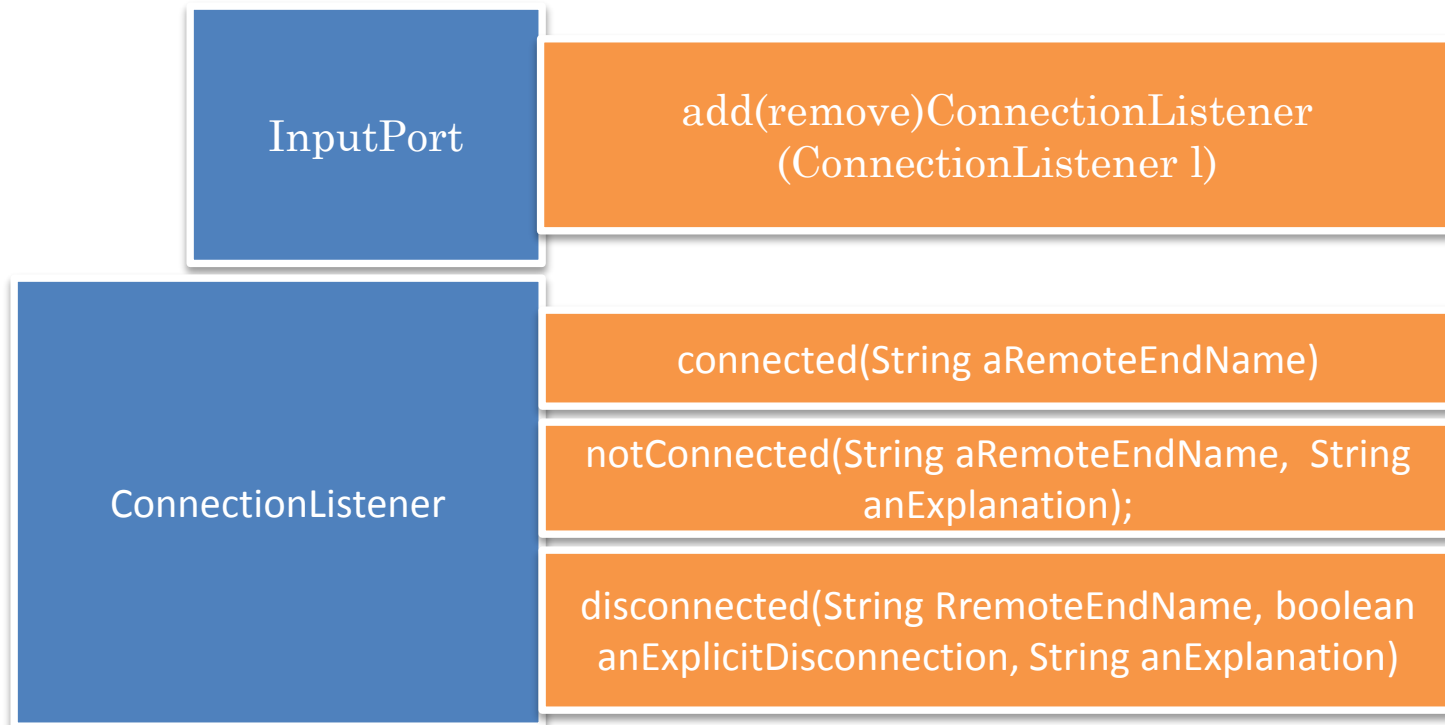 InputPort
add(remove)ConnectionListener
(ConnectionListener l)
ConnectionListener
connected(String aRemoteEndName)
notConnected(String aRemoteEndName, String
anExplanation);
disconnected(String RremoteEndName, boolean
anExplicitDisconnection, String anExplanation)